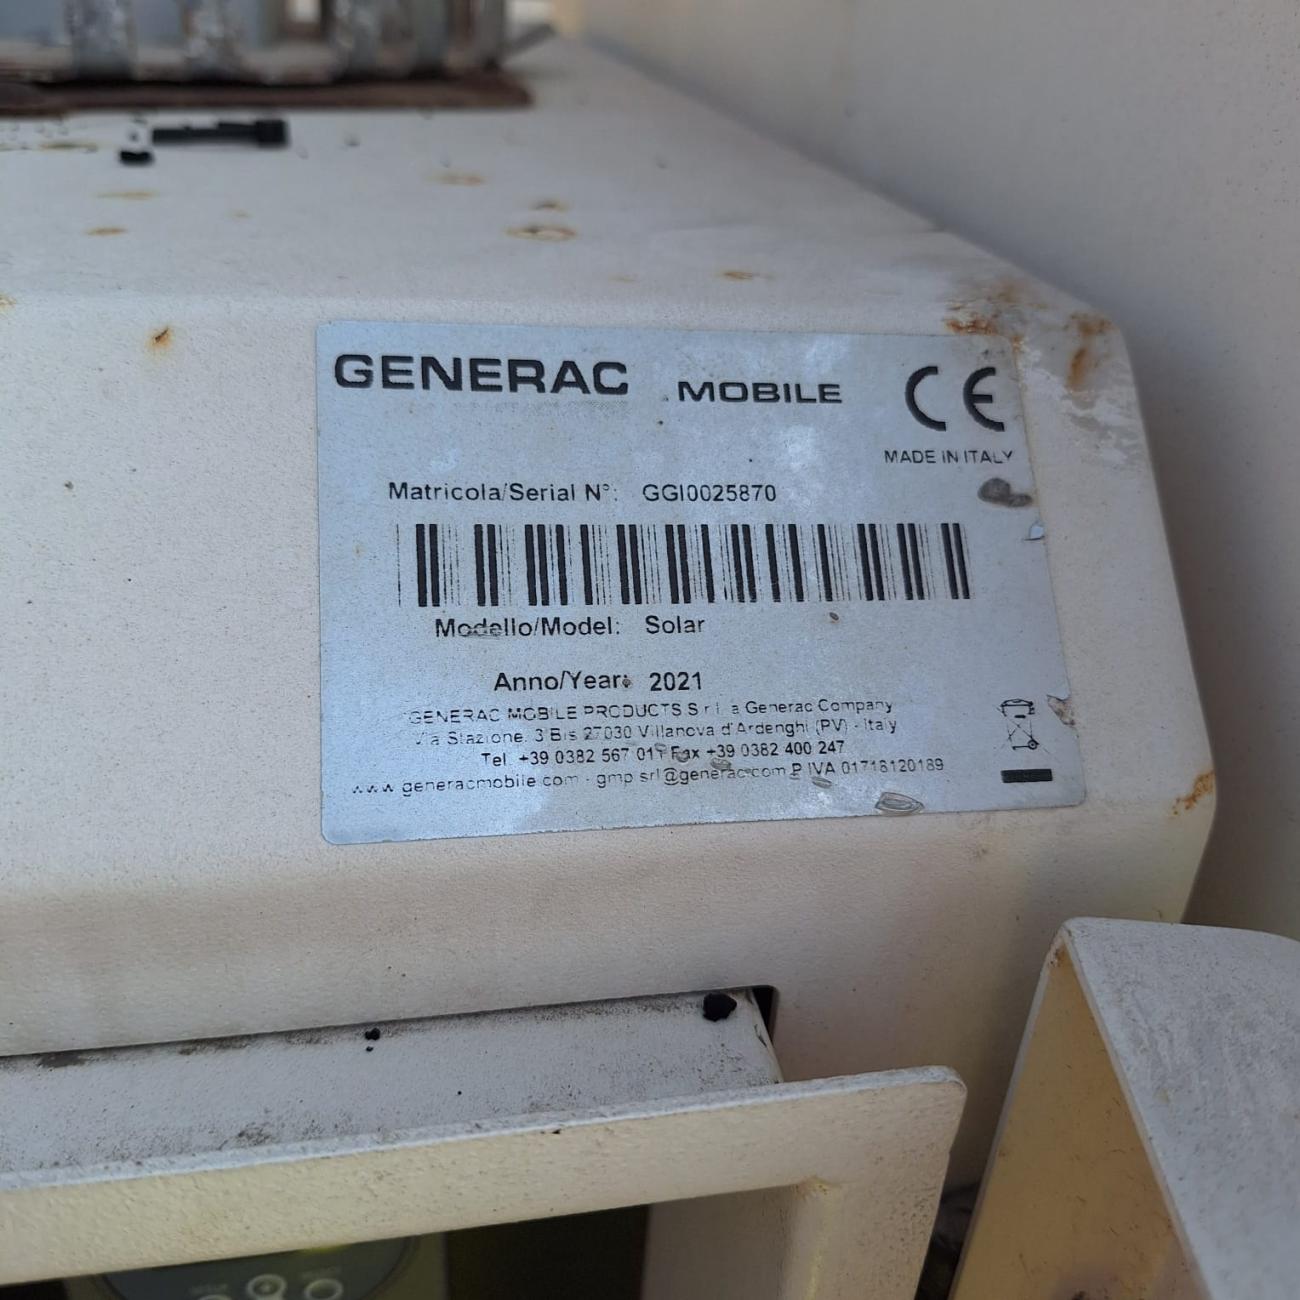 GENERAC MOBILE
CE
MADE IN ITALY
Matricola/Serial N°: GGI0025870
Modello/Model: Solar
Anno/Year: 2021
GENERAC MOBILE PRODUCTS S.r.l. a Generac Company
Via Stazione, 3 Bis 27030 Villanova d'Ardenghi (PV) - Italy
Tel. +39 0382 567 011 Fax +39 0382 400 247
www.generacmobile.com - gmp.srl@generac.com P.IVA 01718120189